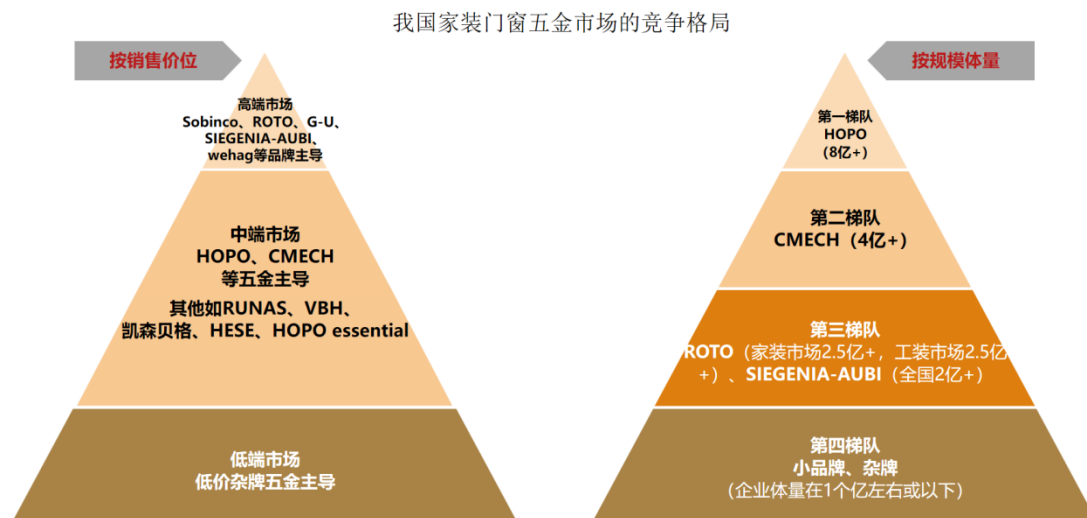 我国家装门窗五金市场的竞争格局
按销售价位
高端市场
Sobinco、ROTO、G-U、
SIEGENIA-AUBI、
wehag等品牌主导
中端市场
HOPO、CMECH
等五金主导
其他如RUNAS、VBH、
凯森贝格、HESE、HOPO essential
低端市场
低价杂牌五金主导
按规模体量
第一梯队
HOPO
（8亿+）
第二梯队
CMECH（4亿+）
第三梯队
ROTO（家装市场2.5亿+，工装市场2.5亿
+）、SIEGENIA-AUBI（全国2亿+）
第四梯队
小品牌、杂牌
（企业体量在1个亿左右或以下）